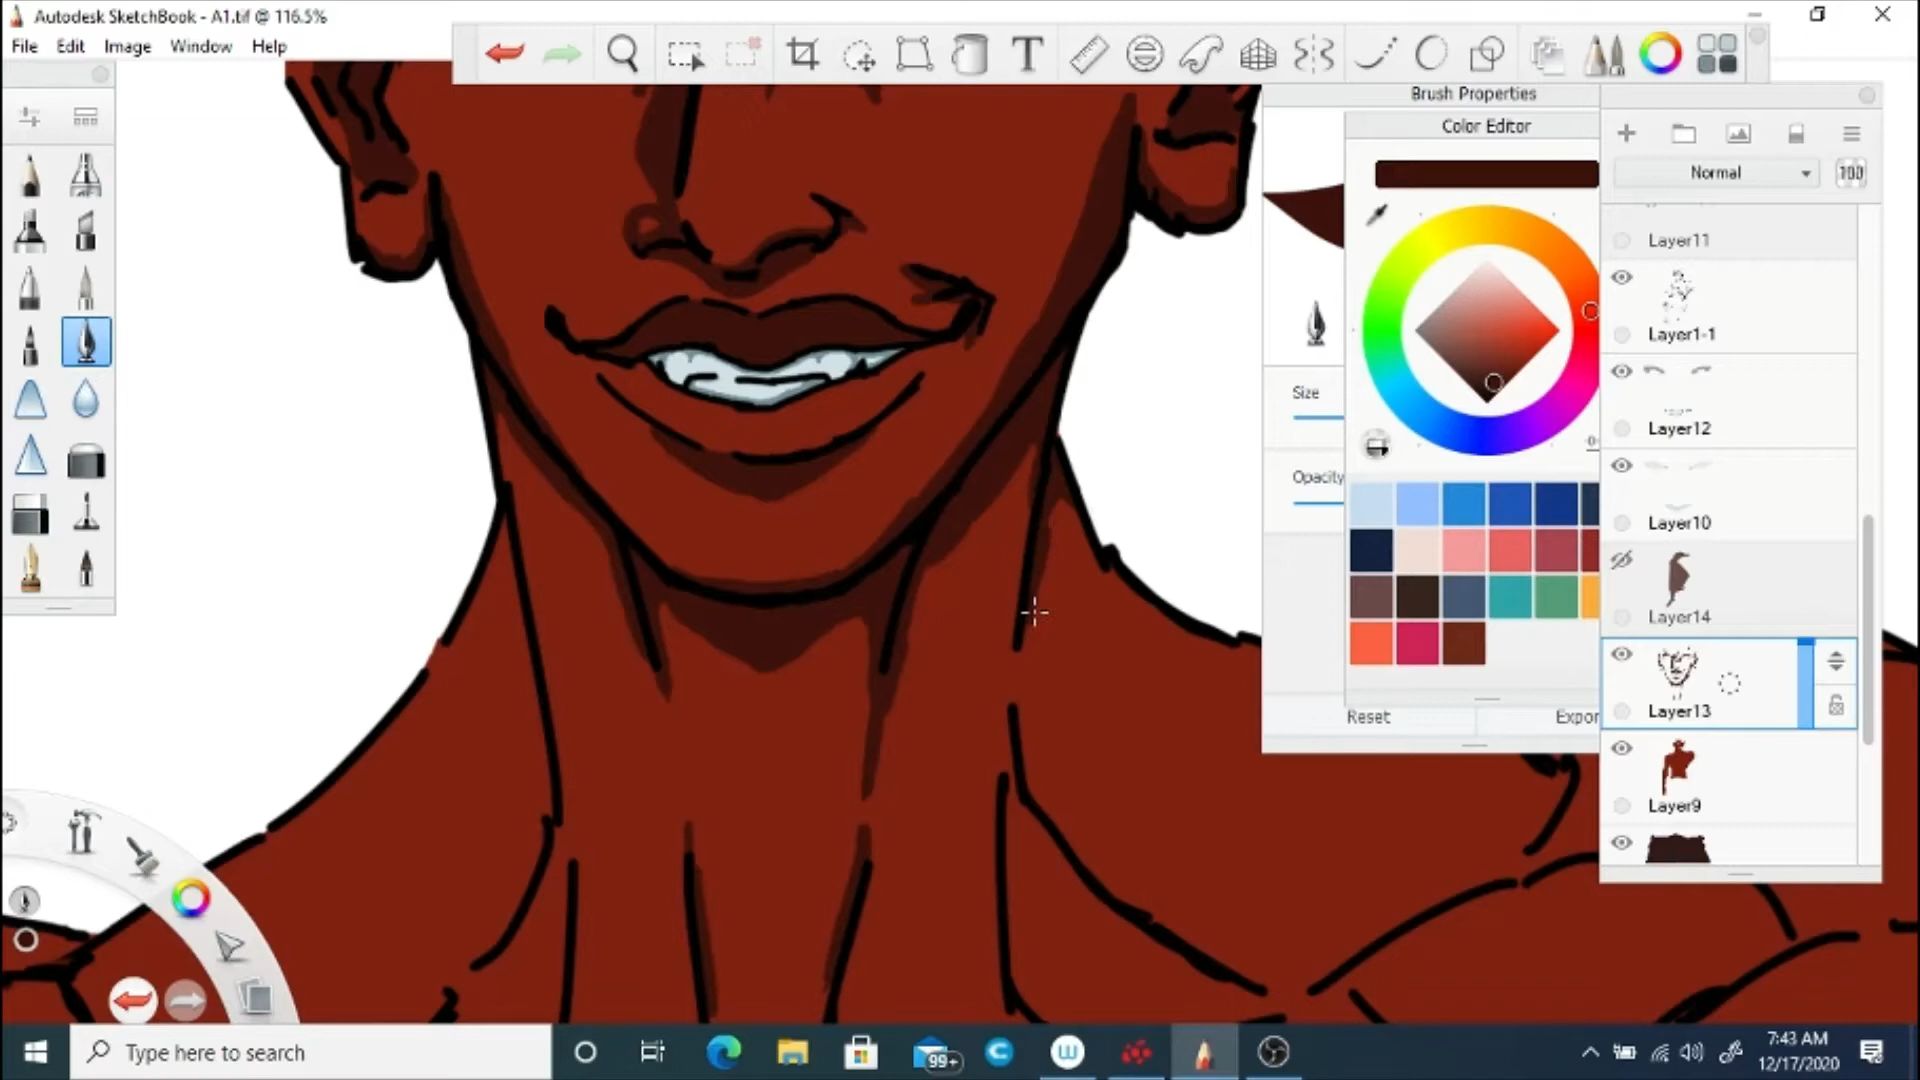 Autodesk SketchBook - A1.tif @ 116.5%
File Edit Image Window Help
T
Brush Properties
Color Editor
Normal 100
Layer11
Layer1-1
Layer12
Layer10
Size
Opacity
Layer14
Layer13
Reset Expor
Layer9
Type here to search
99+
7:43 AM
12/17/2020